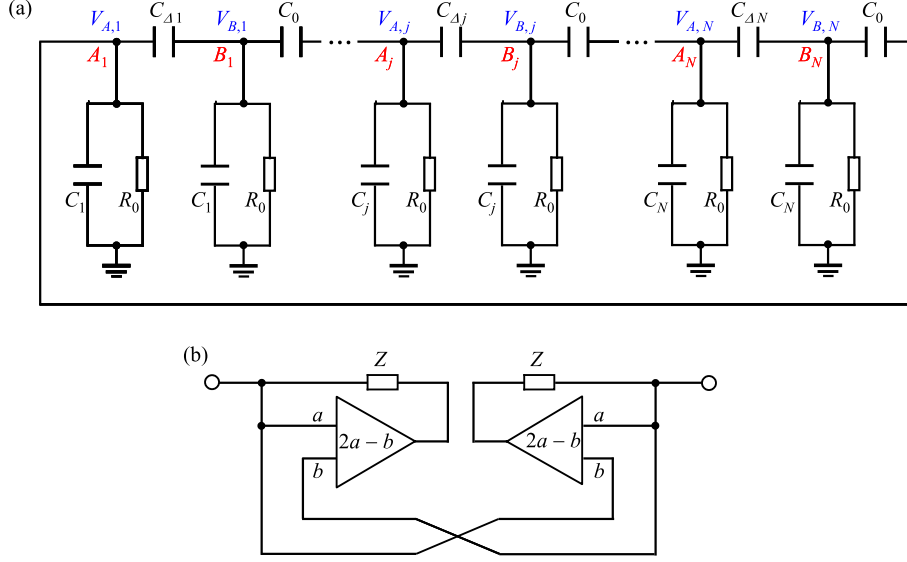 (a)
V_{A,1} C_{Δ1} V_{B,1} C_0 V_{A,j} C_{Δj} V_{B,j} C_0 V_{A,N} C_{ΔN} V_{B,N} C_0
A_1 B_1 ... A_j B_j ... A_N B_N
C_1 R_0 C_1 R_0 C_j R_0 C_j R_0 C_N R_0 C_N R_0
(b)
Z Z
a a
2a − b 2a − b
b b